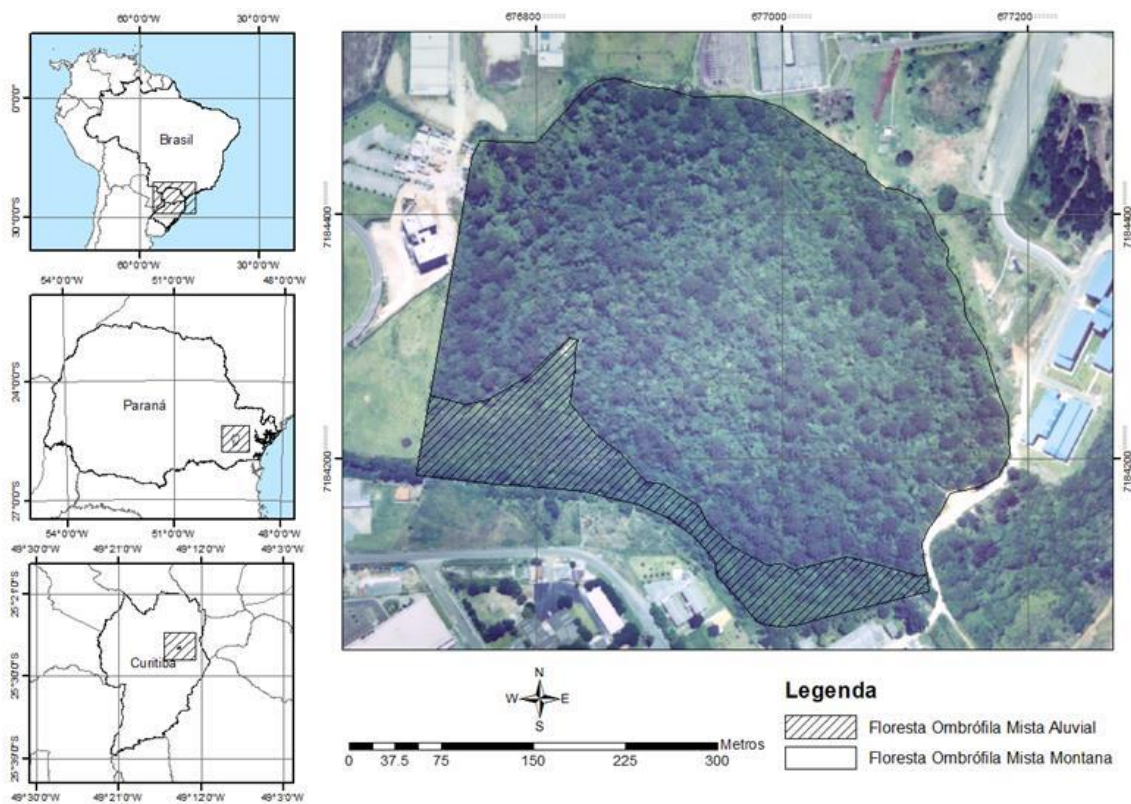 60°0'0"W 30°0'0"W
0°0'0"
Brasil
30°0'0"S
60°0'0"W 30°0'0"W
54°0'0"W 51°0'0"W 48°0'0"W
24°0'0"S
Paraná
27°0'0"S
54°0'0"W 51°0'0"W 48°0'0"W
49°30'0"W 49°21'0"W 49°12'0"W 49°3'0"W
25°21'0"S
Curitiba
25°30'0"S
25°39'0"S
49°30'0"W 49°21'0"W 49°12'0"W 49°3'0"W
676800 677000 677200
7184400 7184400
7184200 7184200
N
W E
S
Metros
0 37.5 75 150 225 300
Legenda
Floresta Ombrófila Mista Aluvial
Floresta Ombrófila Mista Montana